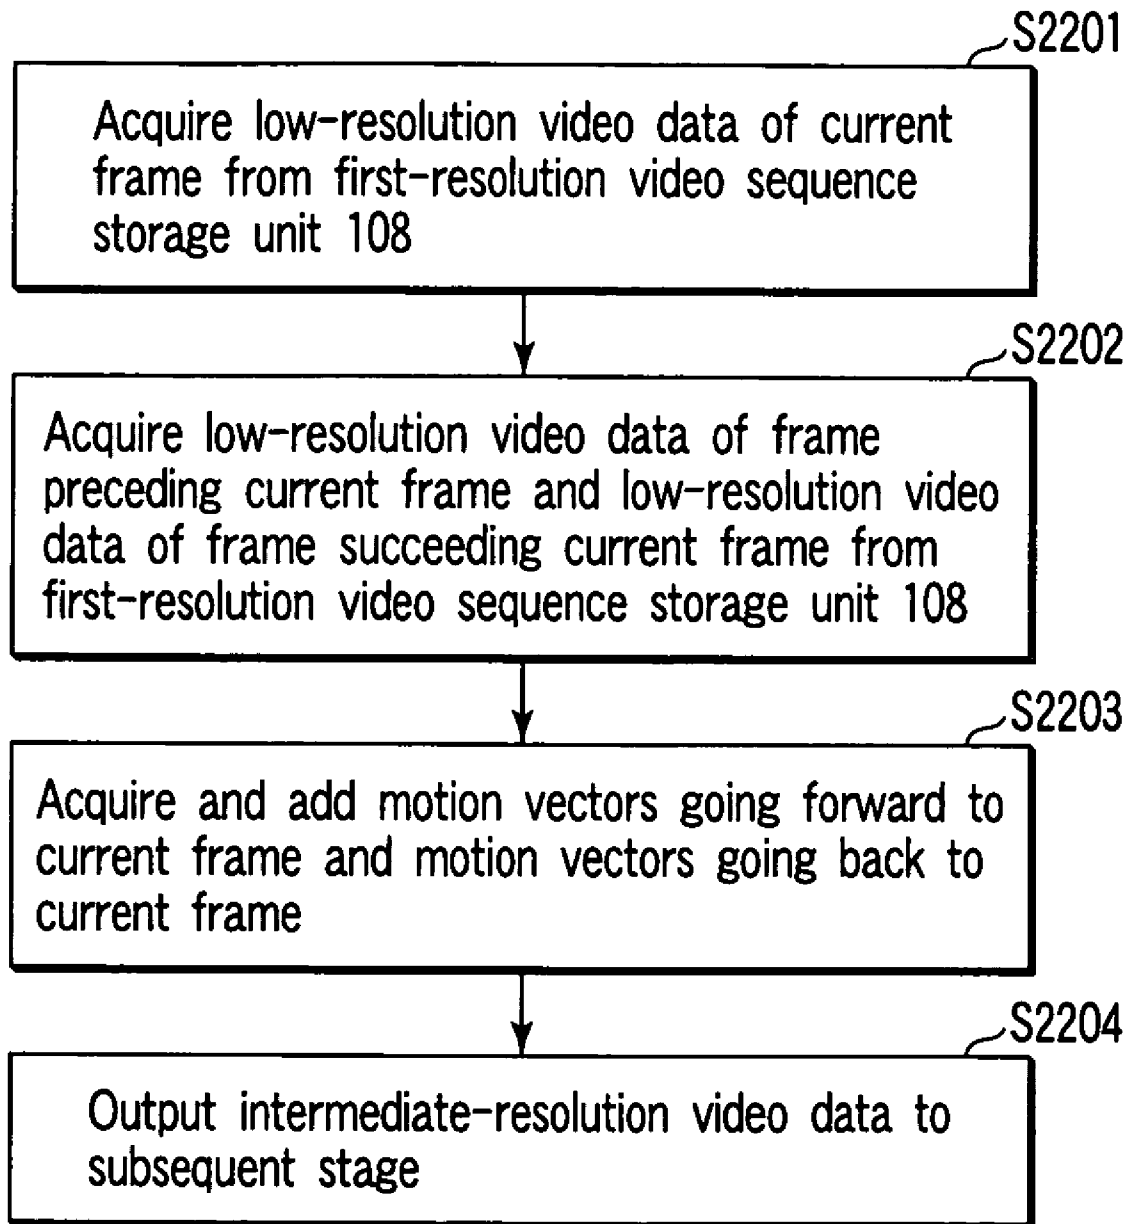 S2201
Acquire low-resolution video data of current
frame from first-resolution video sequence
storage unit 108
S2202
Acquire low-resolution video data of frame
preceding current frame and low-resolution video
data of frame succeeding current frame from
first-resolution video sequence storage unit 108
S2203
Acquire and add motion vectors going forward to
current frame and motion vectors going back to
current frame
S2204
Output intermediate-resolution video data to
subsequent stage